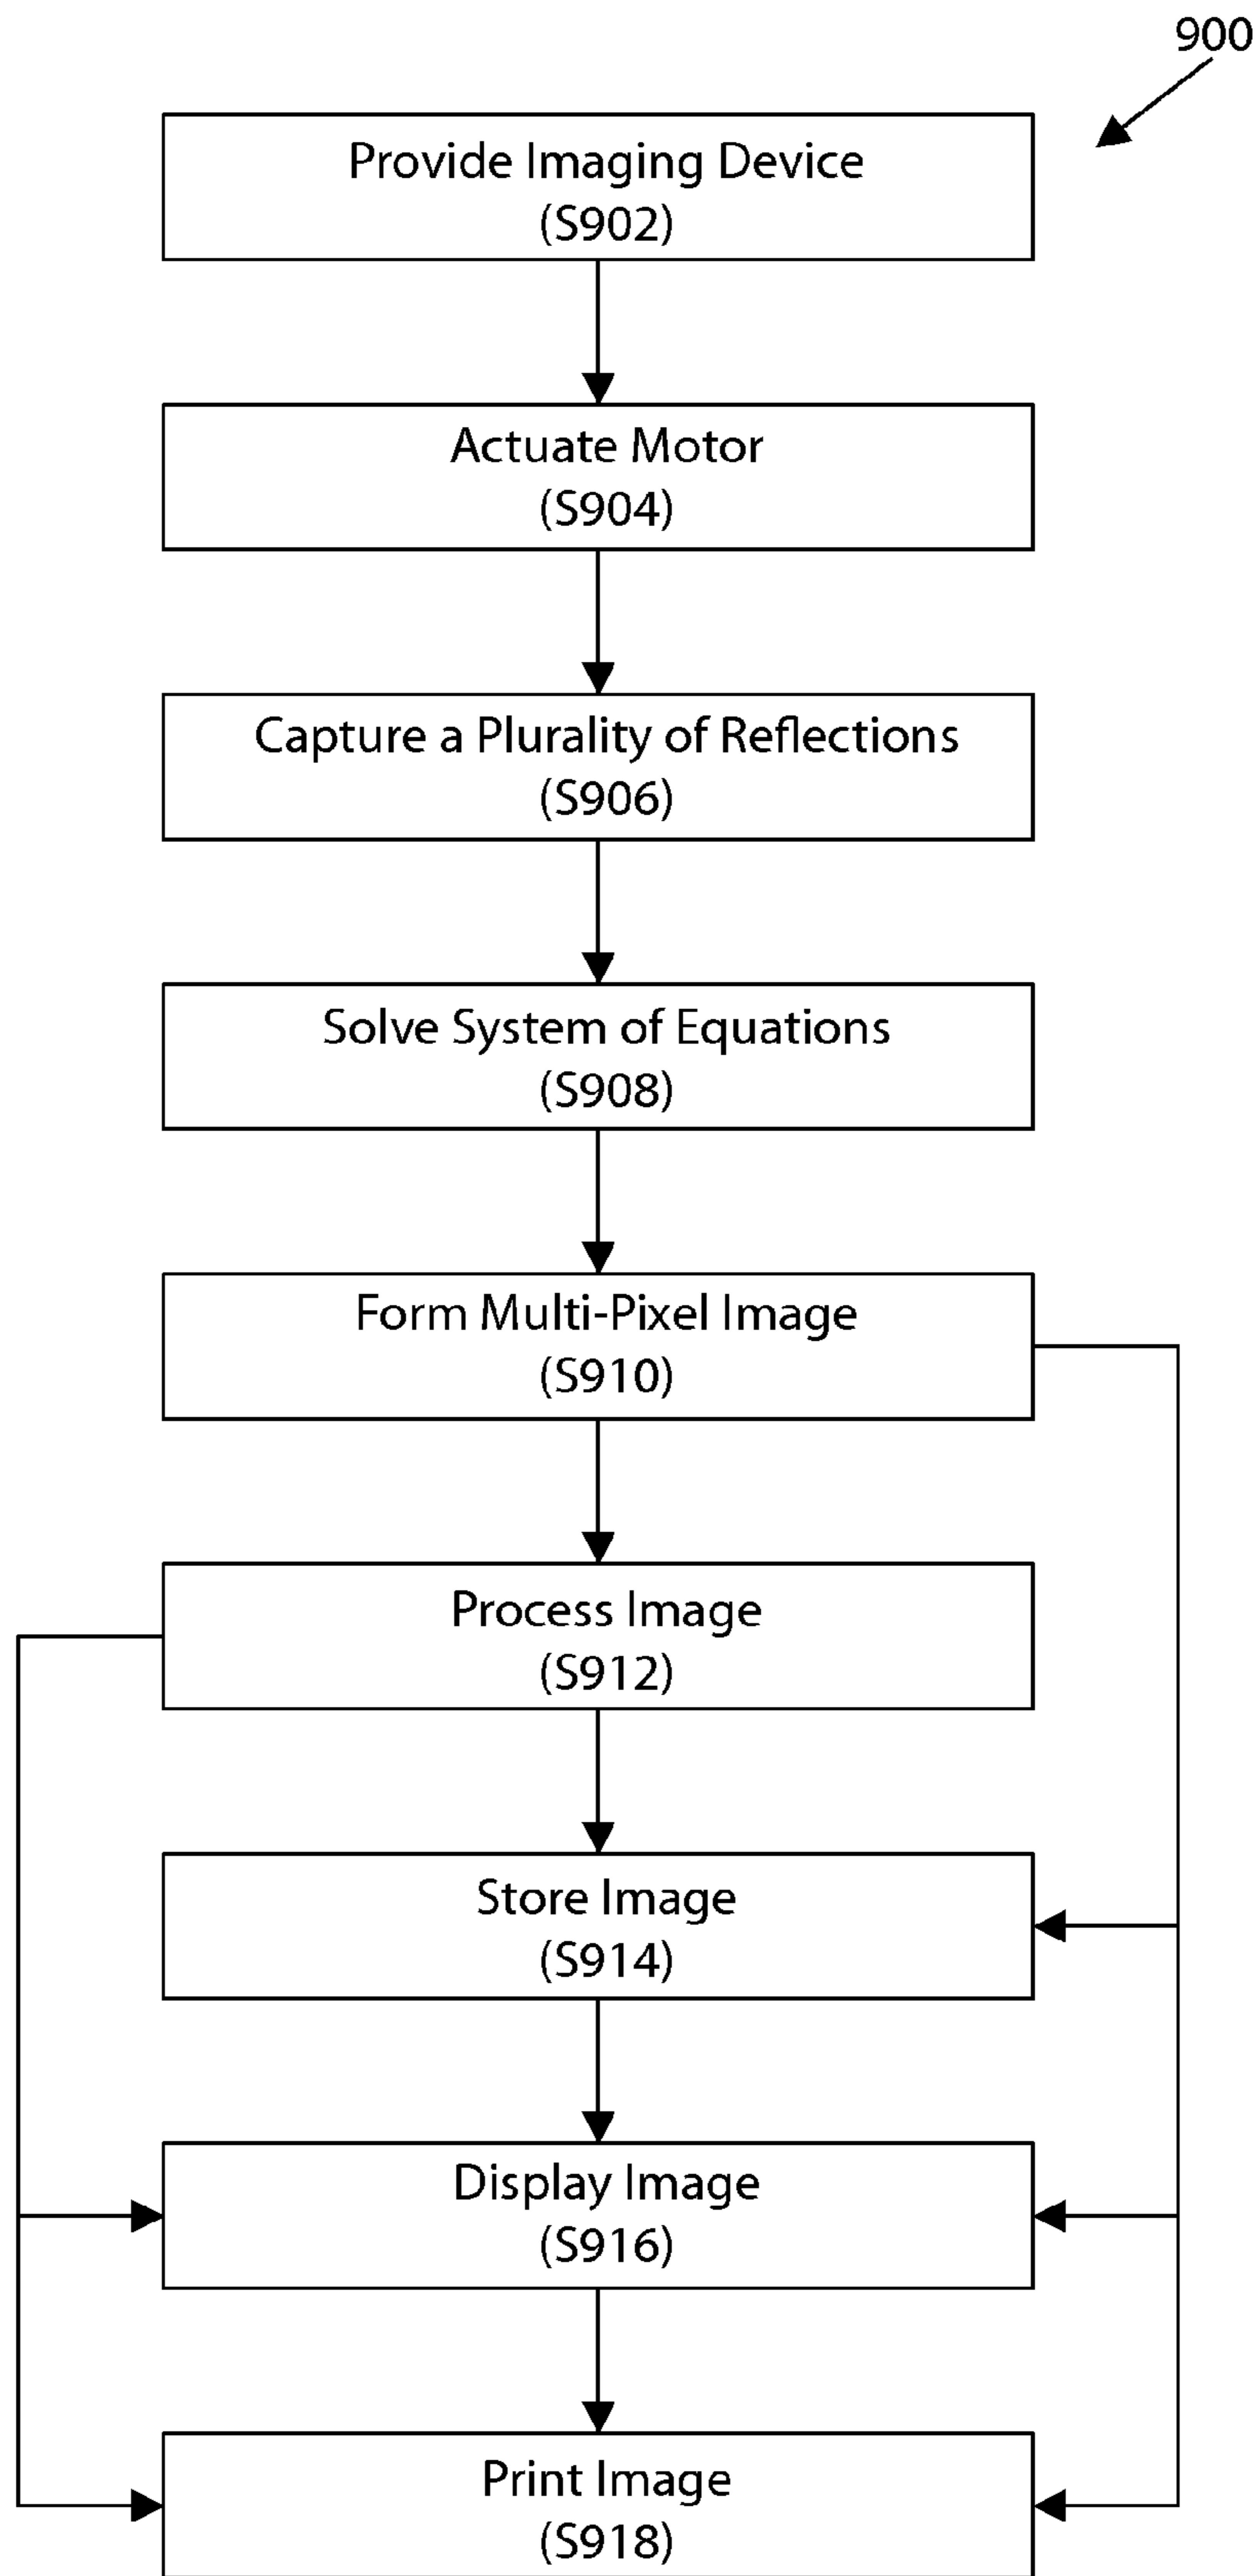 900
Provide Imaging Device
(S902)
Actuate Motor
(S904)
Capture a Plurality of Reflections
(S906)
Solve System of Equations
(S908)
Form Multi-Pixel Image
(S910)
Process Image
(S912)
Store Image
(S914)
Display Image
(S916)
Print Image
(S918)